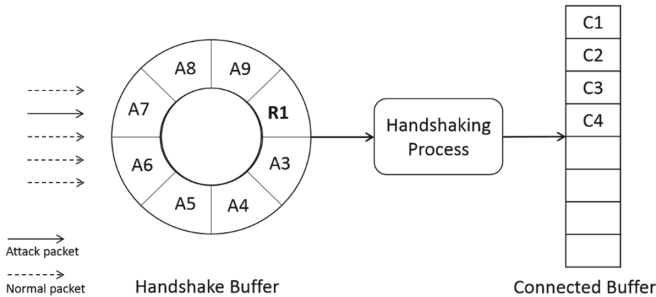 A8
A9
A7
R1
A6
A3
A5
A4
Handshaking
Process
C1
C2
C3
C4
Attack packet
Normal packet
Handshake Buffer
Connected Buffer